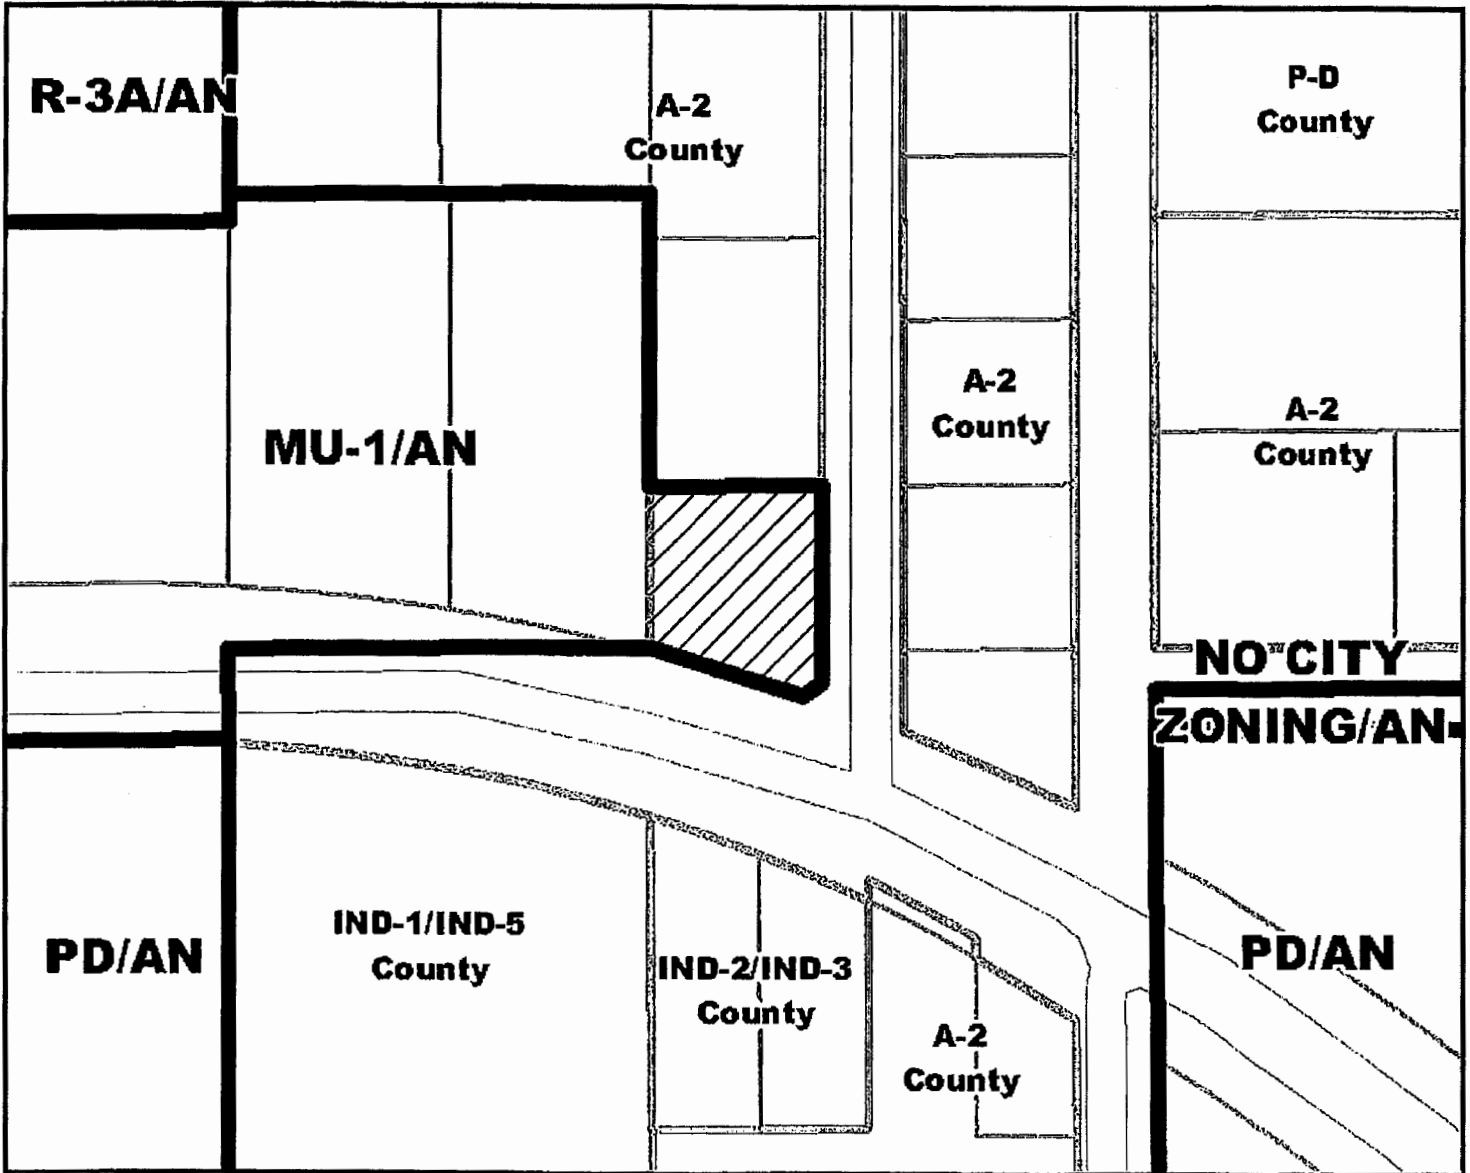 R-3A/AN
A-2
County
P-D
County
MU-1/AN
A-2
County
A-2
County
NO CITY
ZONING/AN
PD/AN
IND-1/IND-5
County
IND-2/IND-3
County
A-2
County
PD/AN